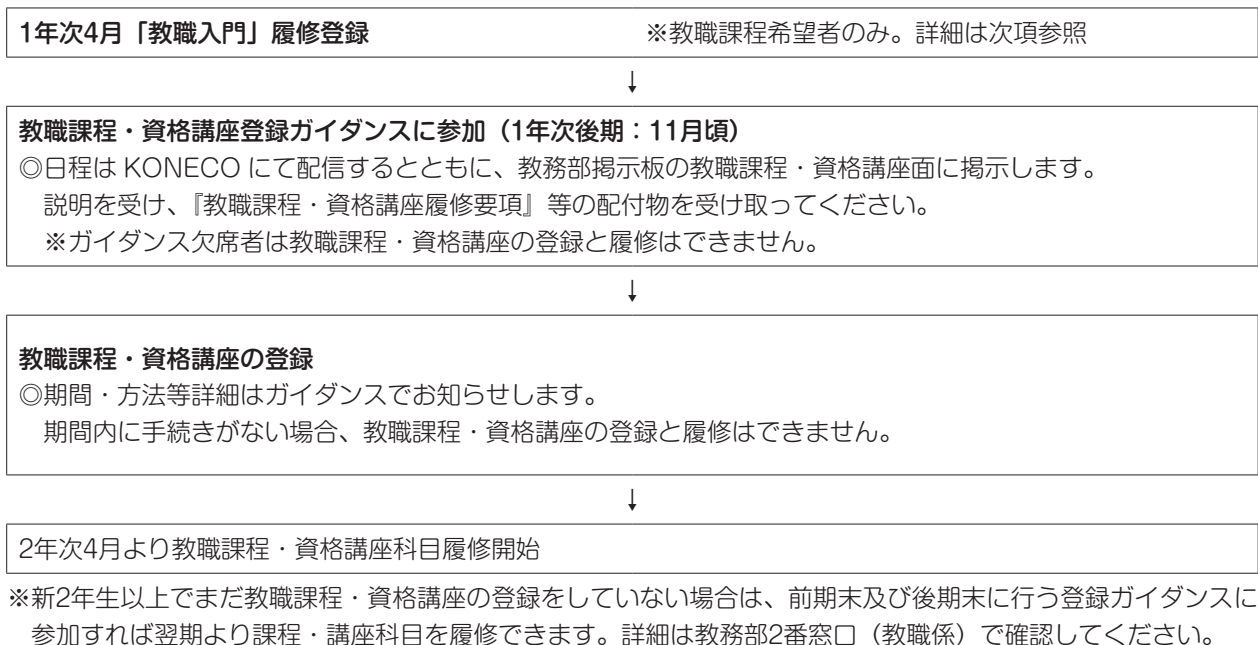 1年次4月「教職入門」履修登録 ※教職課程希望者のみ。詳細は次項参照
↓
教職課程・資格講座登録ガイダンスに参加（1年次後期：11月頃）
◎日程は KONECO にて配信するとともに、教務部掲示板の教職課程・資格講座面に掲示します。
説明を受け、『教職課程・資格講座履修要項』等の配付物を受け取ってください。
※ガイダンス欠席者は教職課程・資格講座の登録と履修はできません。
↓
教職課程・資格講座の登録
◎期間・方法等詳細はガイダンスでお知らせします。
期間内に手続きがない場合、教職課程・資格講座の登録と履修はできません。
↓
2年次4月より教職課程・資格講座科目履修開始
※新2年生以上でまだ教職課程・資格講座の登録をしていない場合は、前期末及び後期末に行う登録ガイダンスに
参加すれば翌期より課程・講座科目を履修できます。詳細は教務部2番窓口（教職係）で確認してください。